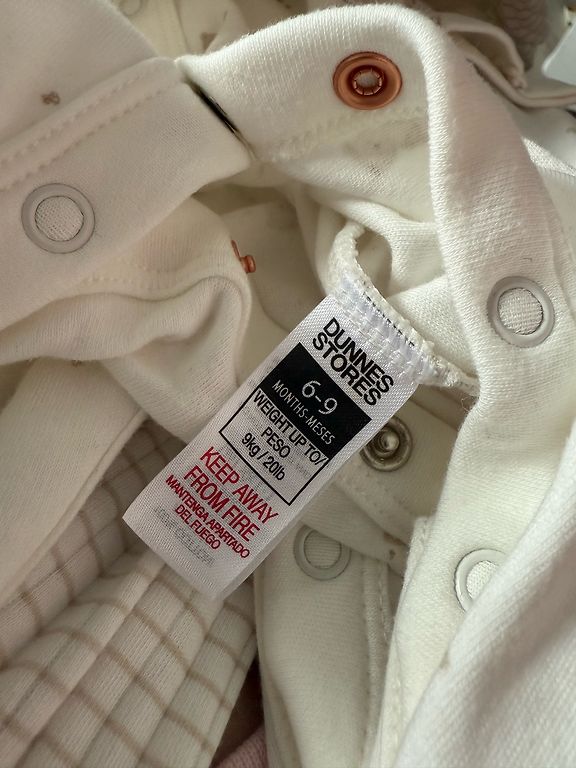 DUNNES
STORES
6-9
MONTHS-MESES
WEIGHT UP TO/
PESO
9kg / 20lb
KEEP AWAY
FROM FIRE
MANTENGA APARTADO
DEL FUEGO